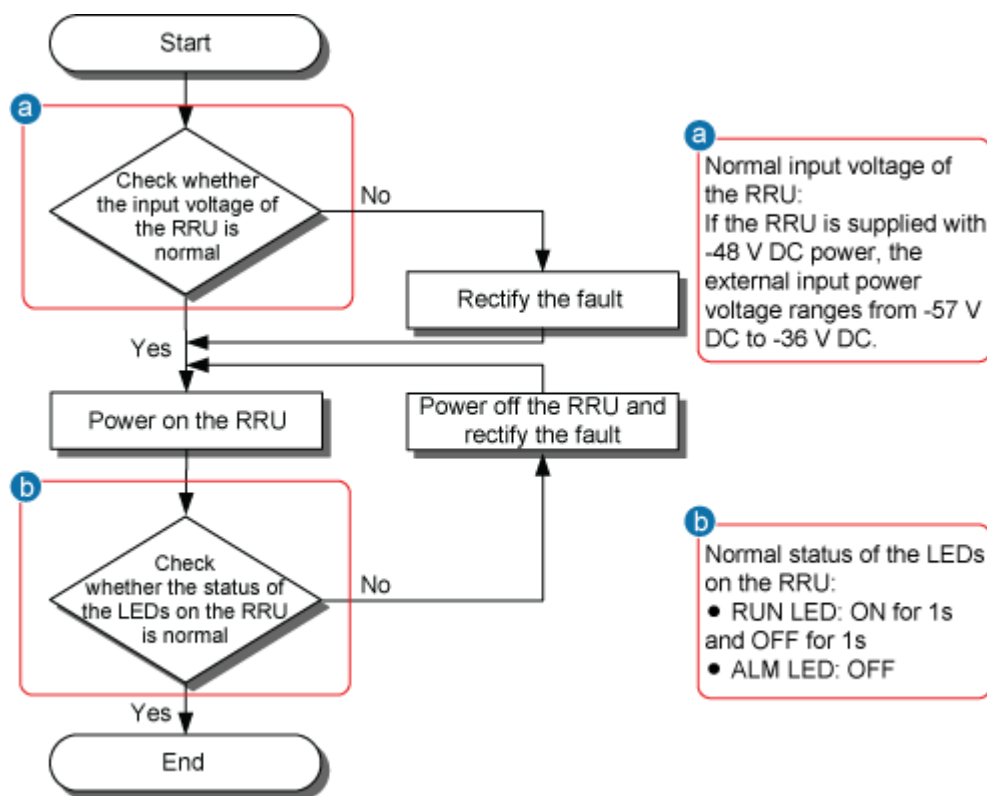 Start
a
Check whether
the input voltage of
the RRU is
normal
No
Rectify the fault
Yes
Power on the RRU
Power off the RRU and
rectify the fault
b
Check
whether the status of
the LEDs on the RRU
is normal
No
Yes
End
a
Normal input voltage of
the RRU:
If the RRU is supplied with
-48 V DC power, the
external input power
voltage ranges from -57 V
DC to -36 V DC.
b
Normal status of the LEDs
on the RRU:
● RUN LED: ON for 1s
and OFF for 1s
● ALM LED: OFF